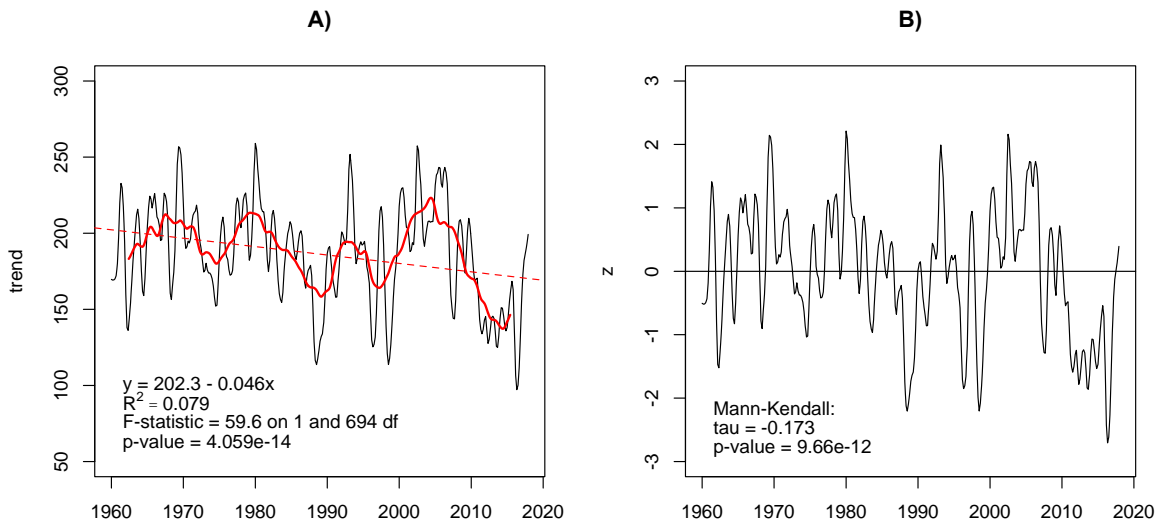 A)
300
250
200
150
100
50
trend
y = 202.3 - 0.046x
R² = 0.079
F-statistic = 59.6 on 1 and 694 df
p-value = 4.059e-14
1960 1970 1980 1990 2000 2010 2020
B)
3
2
1
0
-1
-2
-3
z
Mann-Kendall:
tau = -0.173
p-value = 9.66e-12
1960 1970 1980 1990 2000 2010 2020